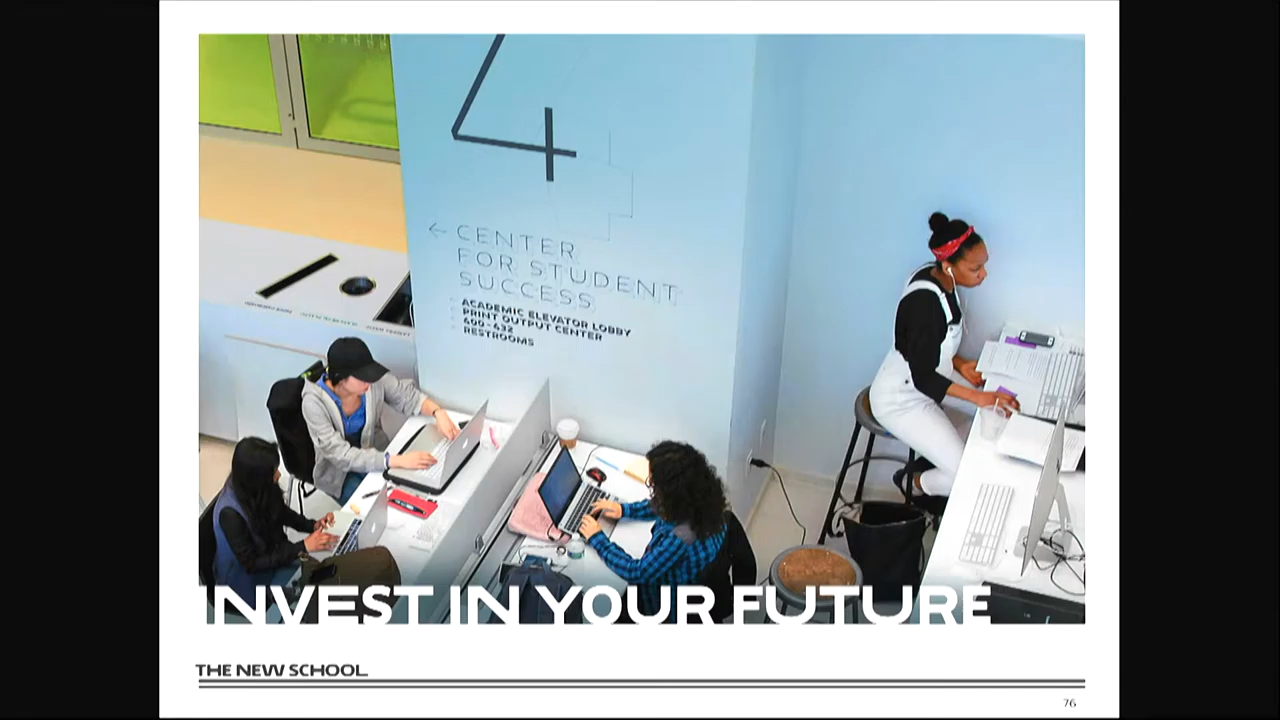 4
← CENTER
FOR STUDENT
SUCCESS
ACADEMIC ELEVATOR LOBBY
PRINT OUTPUT CENTER
400-432
RESTROOMS
INVEST IN YOUR FUTURE
THE NEW SCHOOL
76